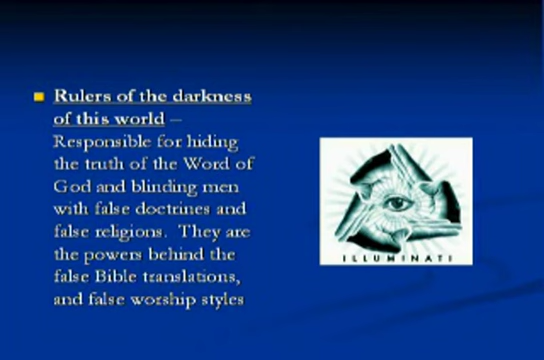 Rulers of the darkness
of this world –
Responsible for hiding
the truth of the Word of
God and blinding men
with false doctrines and
false religions. They are
the powers behind the
false Bible translations,
and false worship styles
ILLUMINATI